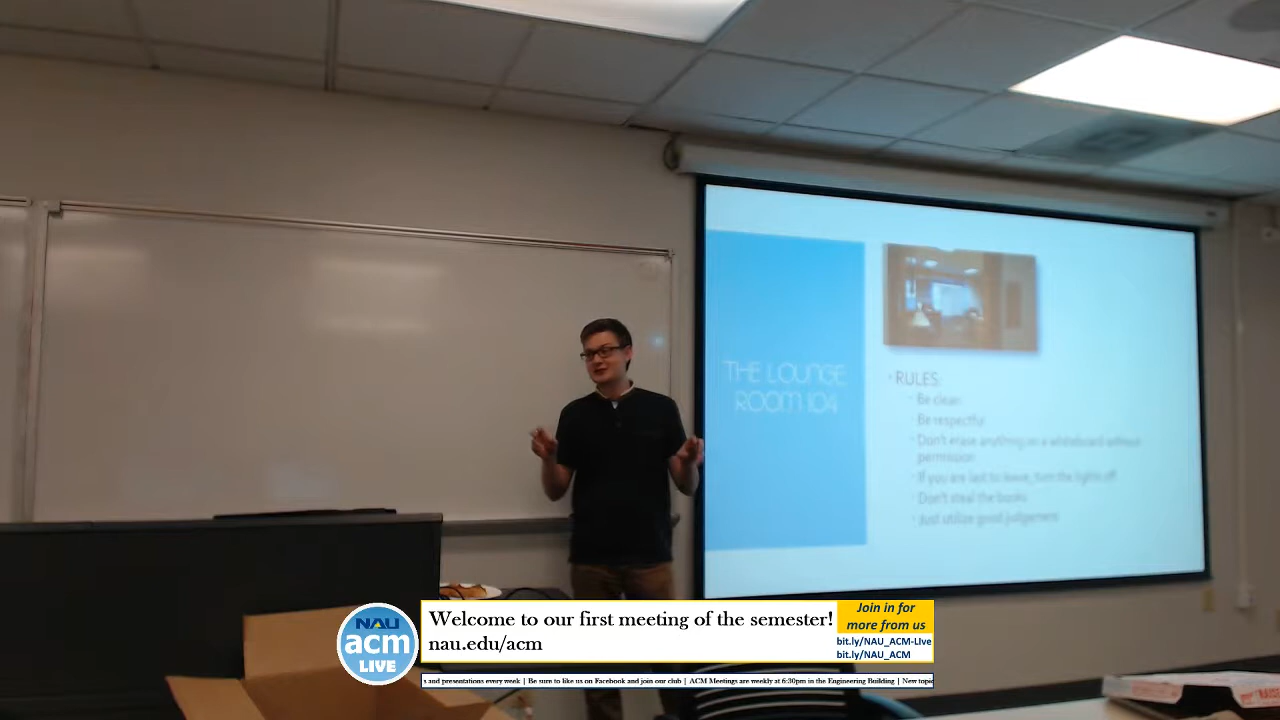 THE LOUNGE
ROOM 104
RULES:
Be clean
Be respectful
Don't erase anything on a whiteboard without
permission
If you are last to leave, turn the lights off
Don't steal the books
Just utilize good judgement
NAU
acm
LIVE
Welcome to our first meeting of the semester!
nau.edu/acm
Join in for
more from us
bit.ly/NAU_ACM-Live
bit.ly/NAU_ACM
s and presentations every week | Be sure to like us on Facebook and join our club | ACM Meetings are weekly at 6:30pm in the Engineering Building | New topic